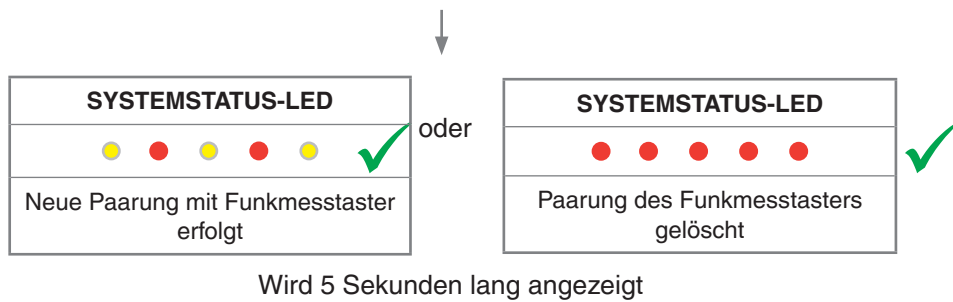 SYSTEMSTATUS-LED
Neue Paarung mit Funkmesstaster
erfolgt
oder
SYSTEMSTATUS-LED
Paarung des Funkmesstasters
gelöscht
Wird 5 Sekunden lang angezeigt